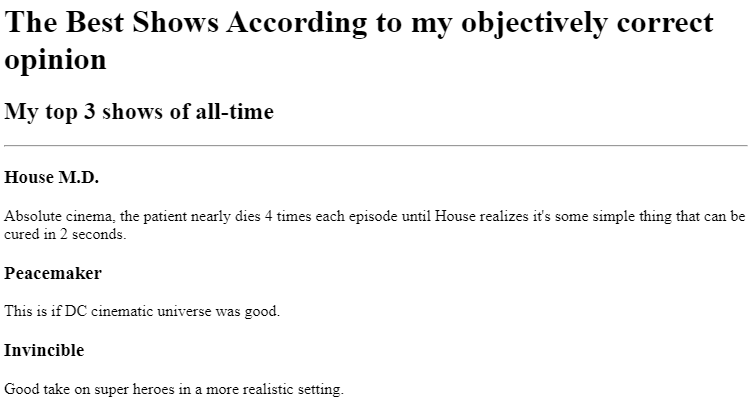 The Best Shows According to my objectively correct
opinion
My top 3 shows of all-time
House M.D.
Absolute cinema, the patient nearly dies 4 times each episode until House realizes it's some simple thing that can be
cured in 2 seconds.
Peacemaker
This is if DC cinematic universe was good.
Invincible
Good take on super heroes in a more realistic setting.